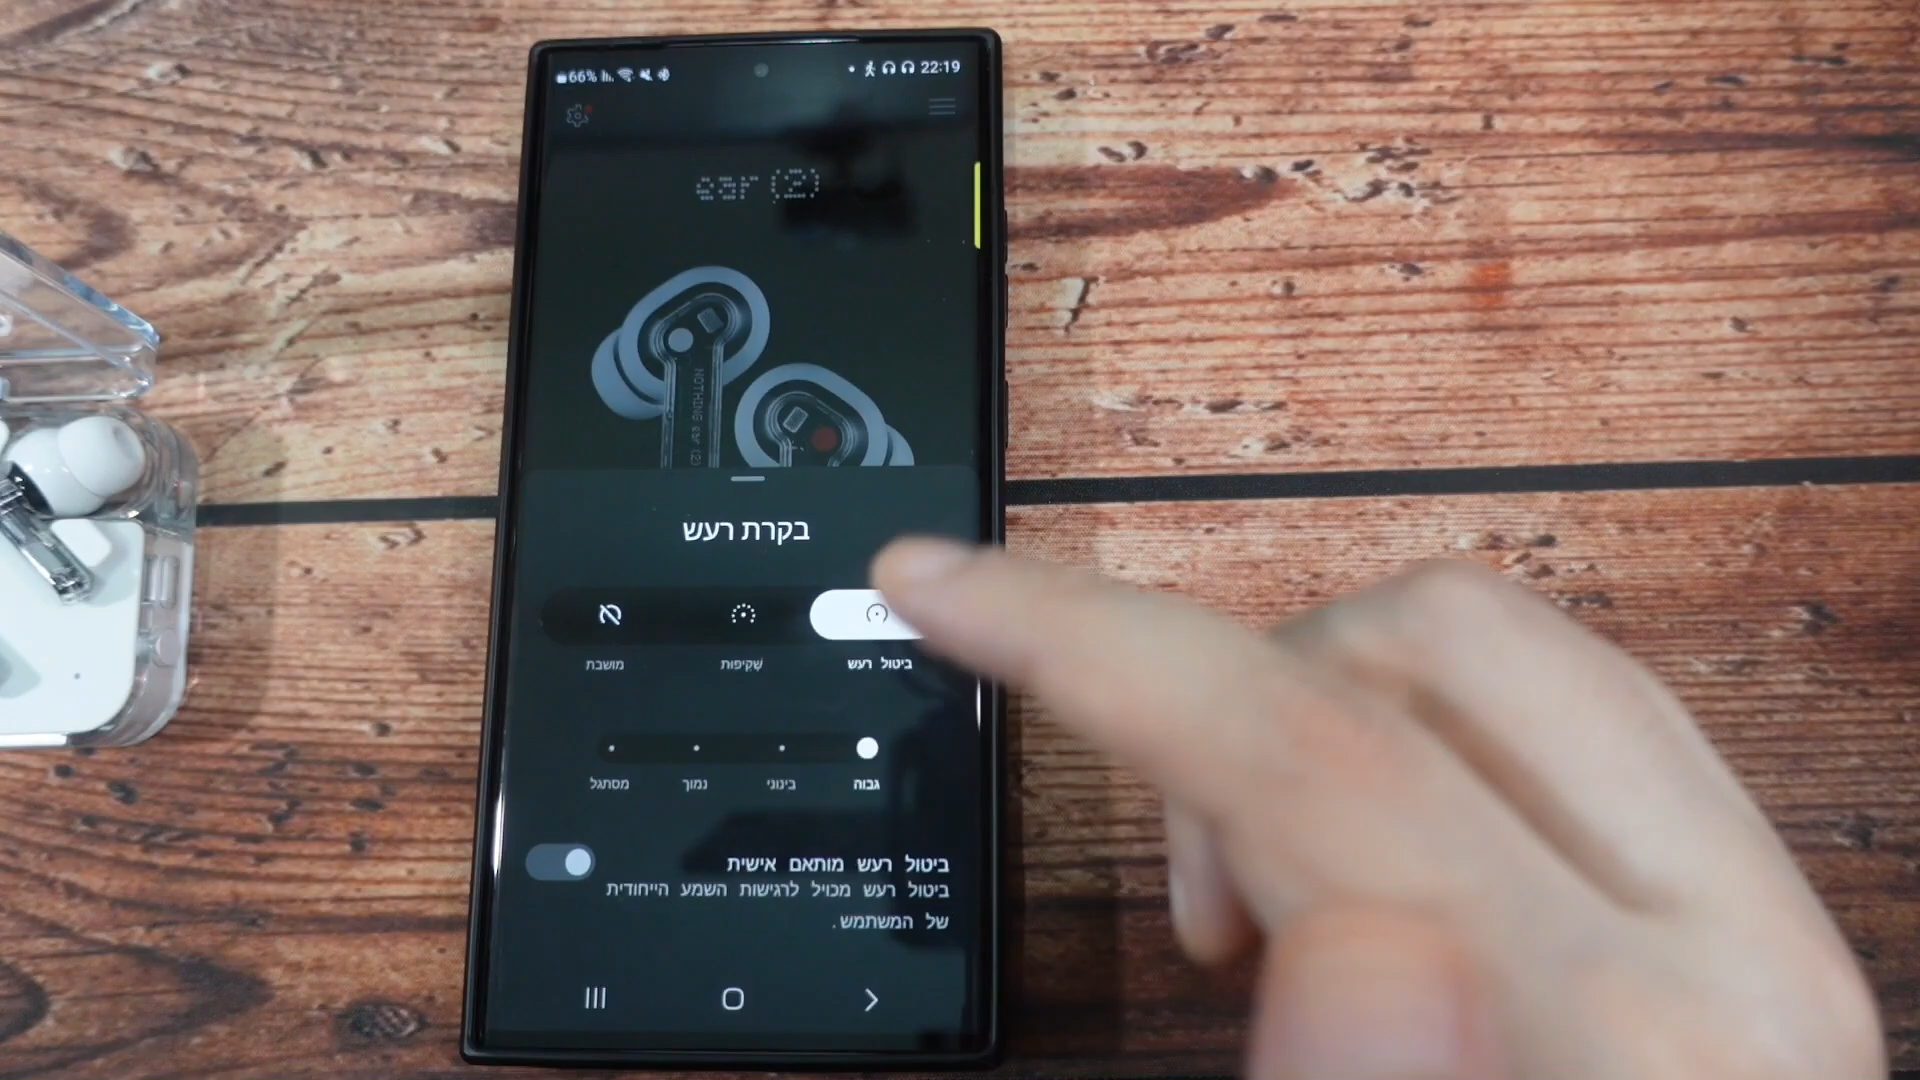 66% 22:19
ear (2)
NOTHING ear (2)
בקרת רעש
ביטול רעש שקיפות מושבת
גבוה בינוני נמוך מסתגל
ביטול רעש מותאם אישית
ביטול רעש מכויל לרגישות השמע הייחודית
של המשתמש.